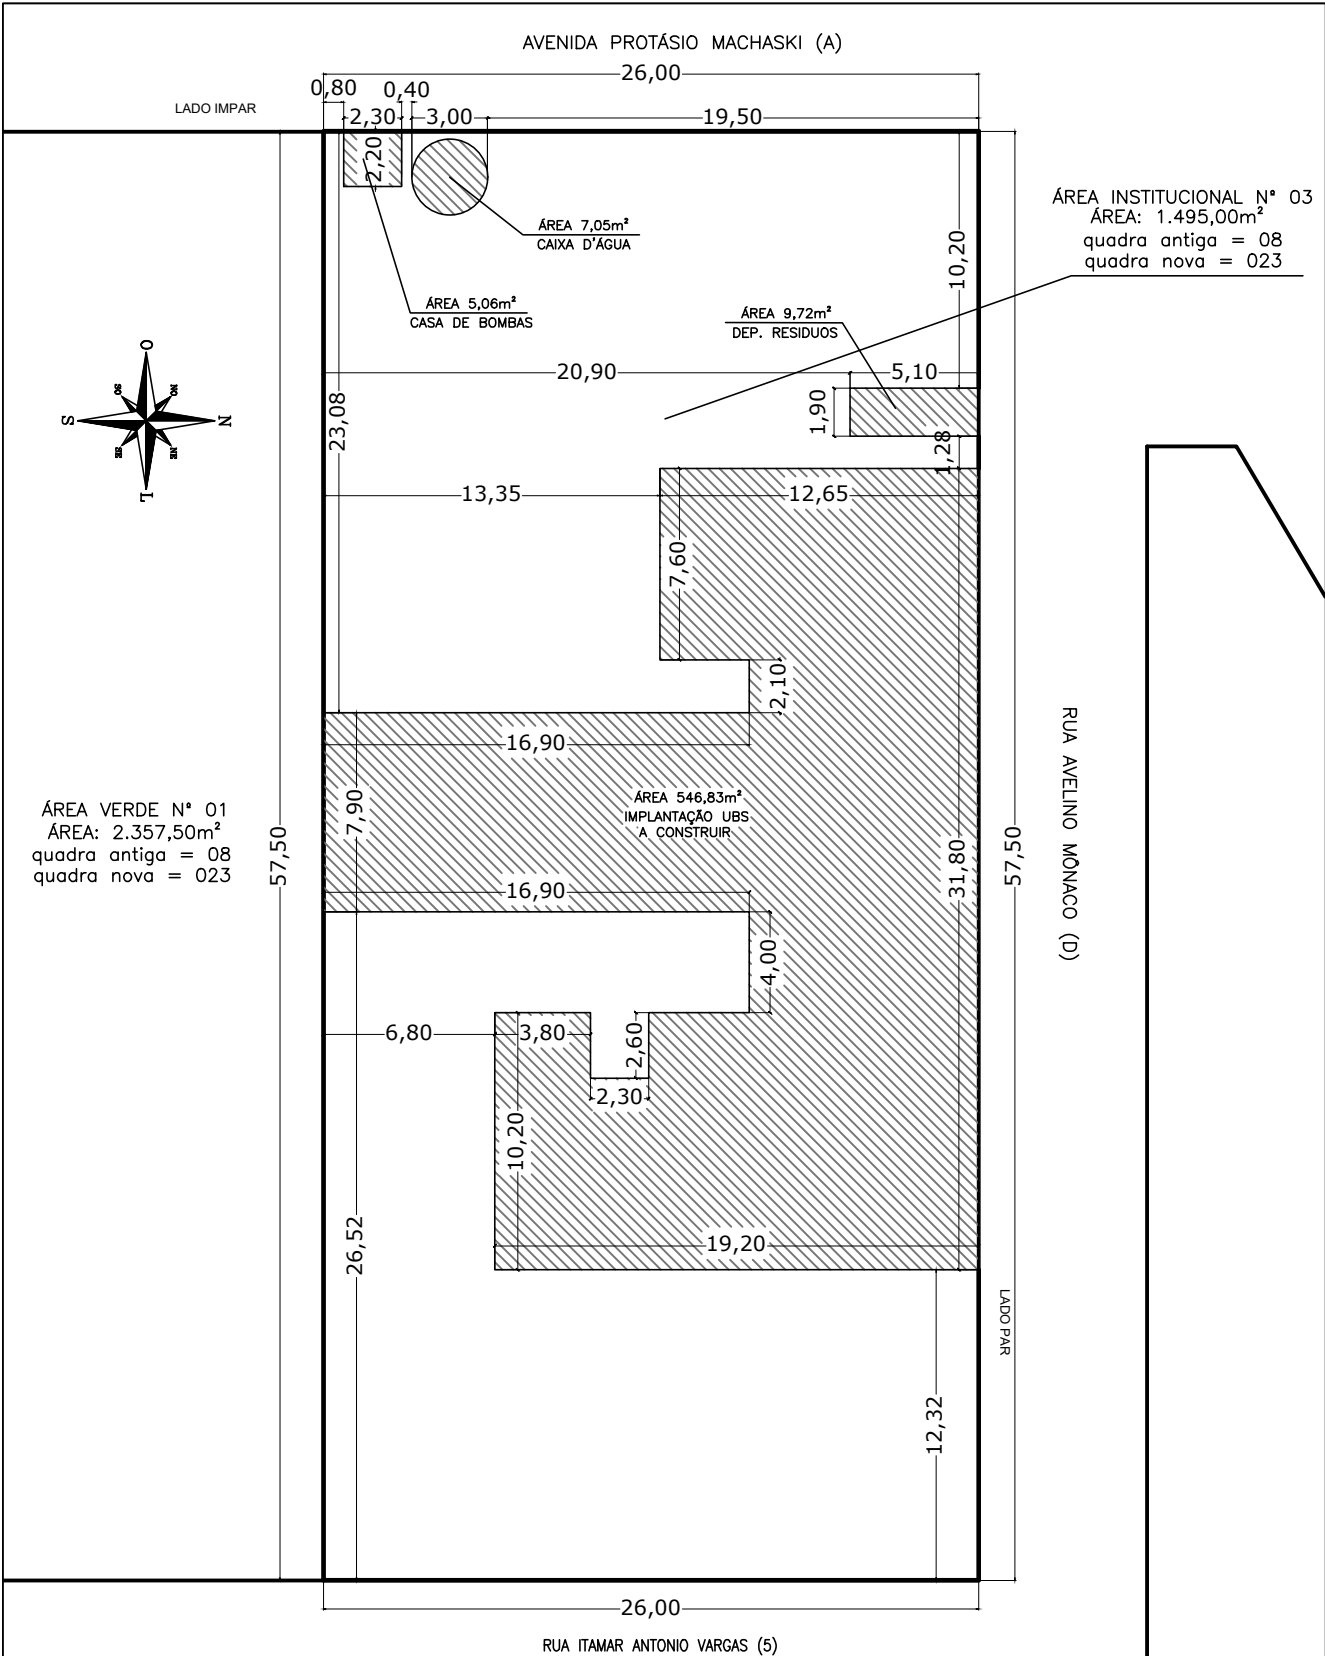 AVENIDA PROTÁSIO MACHASKI (A)
26,00
0,80
0,40
LADO IMPAR
2,30
3,00
19,50
2,20
ÁREA 7,05m²
CAIXA D'ÁGUA
ÁREA INSTITUCIONAL Nº 03
ÁREA: 1.495,00m²
quadra antiga = 08
quadra nova = 023
10,20
ÁREA 5,06m²
CASA DE BOMBAS
ÁREA 9,72m²
DEP. RESIDUOS
O
SO
NO
S
N
SE
NE
L
20,90
5,10
23,08
1,90
1,28
13,35
12,65
7,60
2,10
16,90
ÁREA 546,83m²
IMPLANTAÇÃO UBS
A CONSTRUIR
7,90
ÁREA VERDE Nº 01
ÁREA: 2.357,50m²
quadra antiga = 08
quadra nova = 023
57,50
31,80
57,50
RUA AVELINO MÔNACO (D)
16,90
4,00
6,80
3,80
2,60
2,30
10,20
26,52
19,20
LADO PAR
12,32
26,00
RUA ITAMAR ANTONIO VARGAS (5)